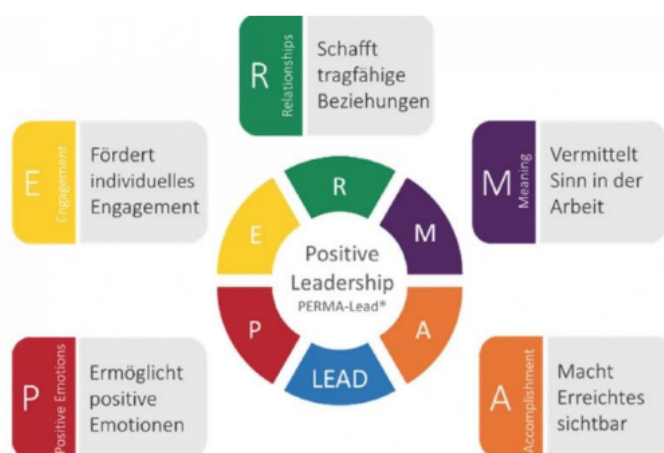 R
Relationships
Schafft
tragfähige
Beziehungen
E
Engagement
Fördert
individuelles
Engagement
M
Meaning
Vermittelt
Sinn in der
Arbeit
R
E
M
Positive
Leadership
PERMA-Lead®
P
A
LEAD
P
Positive Emotions
Ermöglicht
positive
Emotionen
A
Accomplishment
Macht
Erreichtes
sichtbar